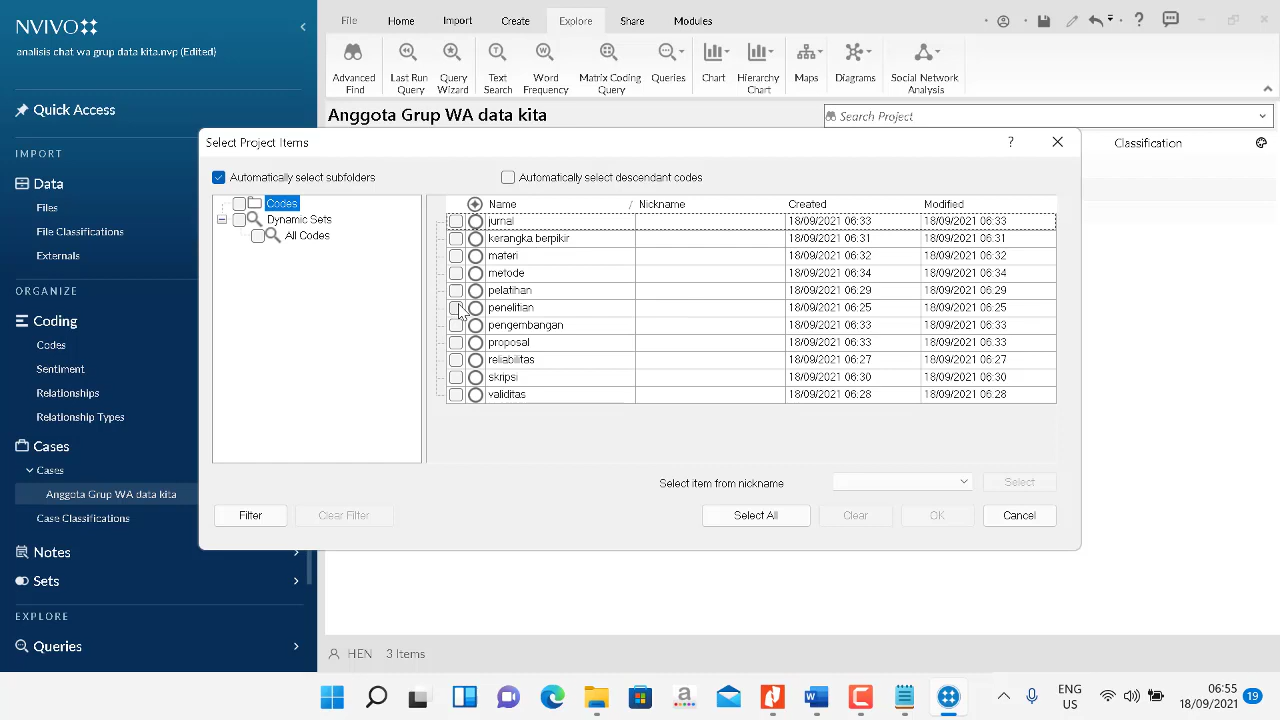 NVIVO
analisis chat wa grup data kita.nvp (Edited)
File Home Import Create Explore Share Modules
Advanced Find
Last Run Query
Query Wizard
Text Search
Word Frequency
Matrix Coding Query
Queries
Chart
Hierarchy Chart
Maps
Diagrams
Social Network Analysis
Quick Access
IMPORT
Data
Files
File Classifications
Externals
ORGANIZE
Coding
Codes
Sentiment
Relationships
Relationship Types
Cases
Cases
Anggota Grup WA data kita
Case Classifications
Notes
Sets
EXPLORE
Queries
Anggota Grup WA data kita
Search Project
Classification
Select Project Items
Automatically select subfolders
Automatically select descendant codes
Codes
Dynamic Sets
All Codes
Name / Nickname Created Modified
jurnal 18/09/2021 06:33 18/09/2021 06:33
kerangka berpikir 18/09/2021 06:31 18/09/2021 06:31
materi 18/09/2021 06:32 18/09/2021 06:32
metode 18/09/2021 06:34 18/09/2021 06:34
pelatihan 18/09/2021 06:29 18/09/2021 06:29
penelitian 18/09/2021 06:25 18/09/2021 06:25
pengembangan 18/09/2021 06:33 18/09/2021 06:33
proposal 18/09/2021 06:33 18/09/2021 06:33
reliabilitas 18/09/2021 06:27 18/09/2021 06:27
skripsi 18/09/2021 06:30 18/09/2021 06:30
validitas 18/09/2021 06:28 18/09/2021 06:28
Select item from nickname
Select
Filter
Clear Filter
Select All
Clear
OK
Cancel
HEN 3 Items
ENG
US
06:55
18/09/2021
19